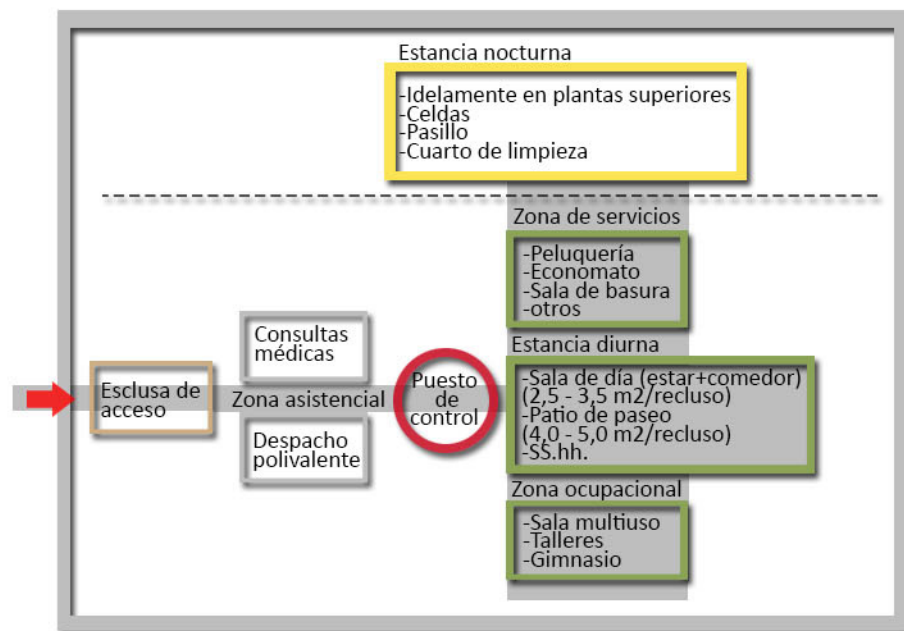 Estancia nocturna
-Idelamente en plantas superiores
-Celdas
-Pasillo
-Cuarto de limpieza
Zona de servicios
-Peluquería
-Economato
-Sala de basura
-otros
Consultas
médicas
Esclusa de
acceso
Zona asistencial
Despacho
polivalente
Puesto
de
control
Estancia diurna
-Sala de día (estar+comedor)
(2,5 - 3,5 m2/recluso)
-Patio de paseo
(4,0 - 5,0 m2/recluso)
-SS.hh.
Zona ocupacional
-Sala multiuso
-Talleres
-Gimnasio